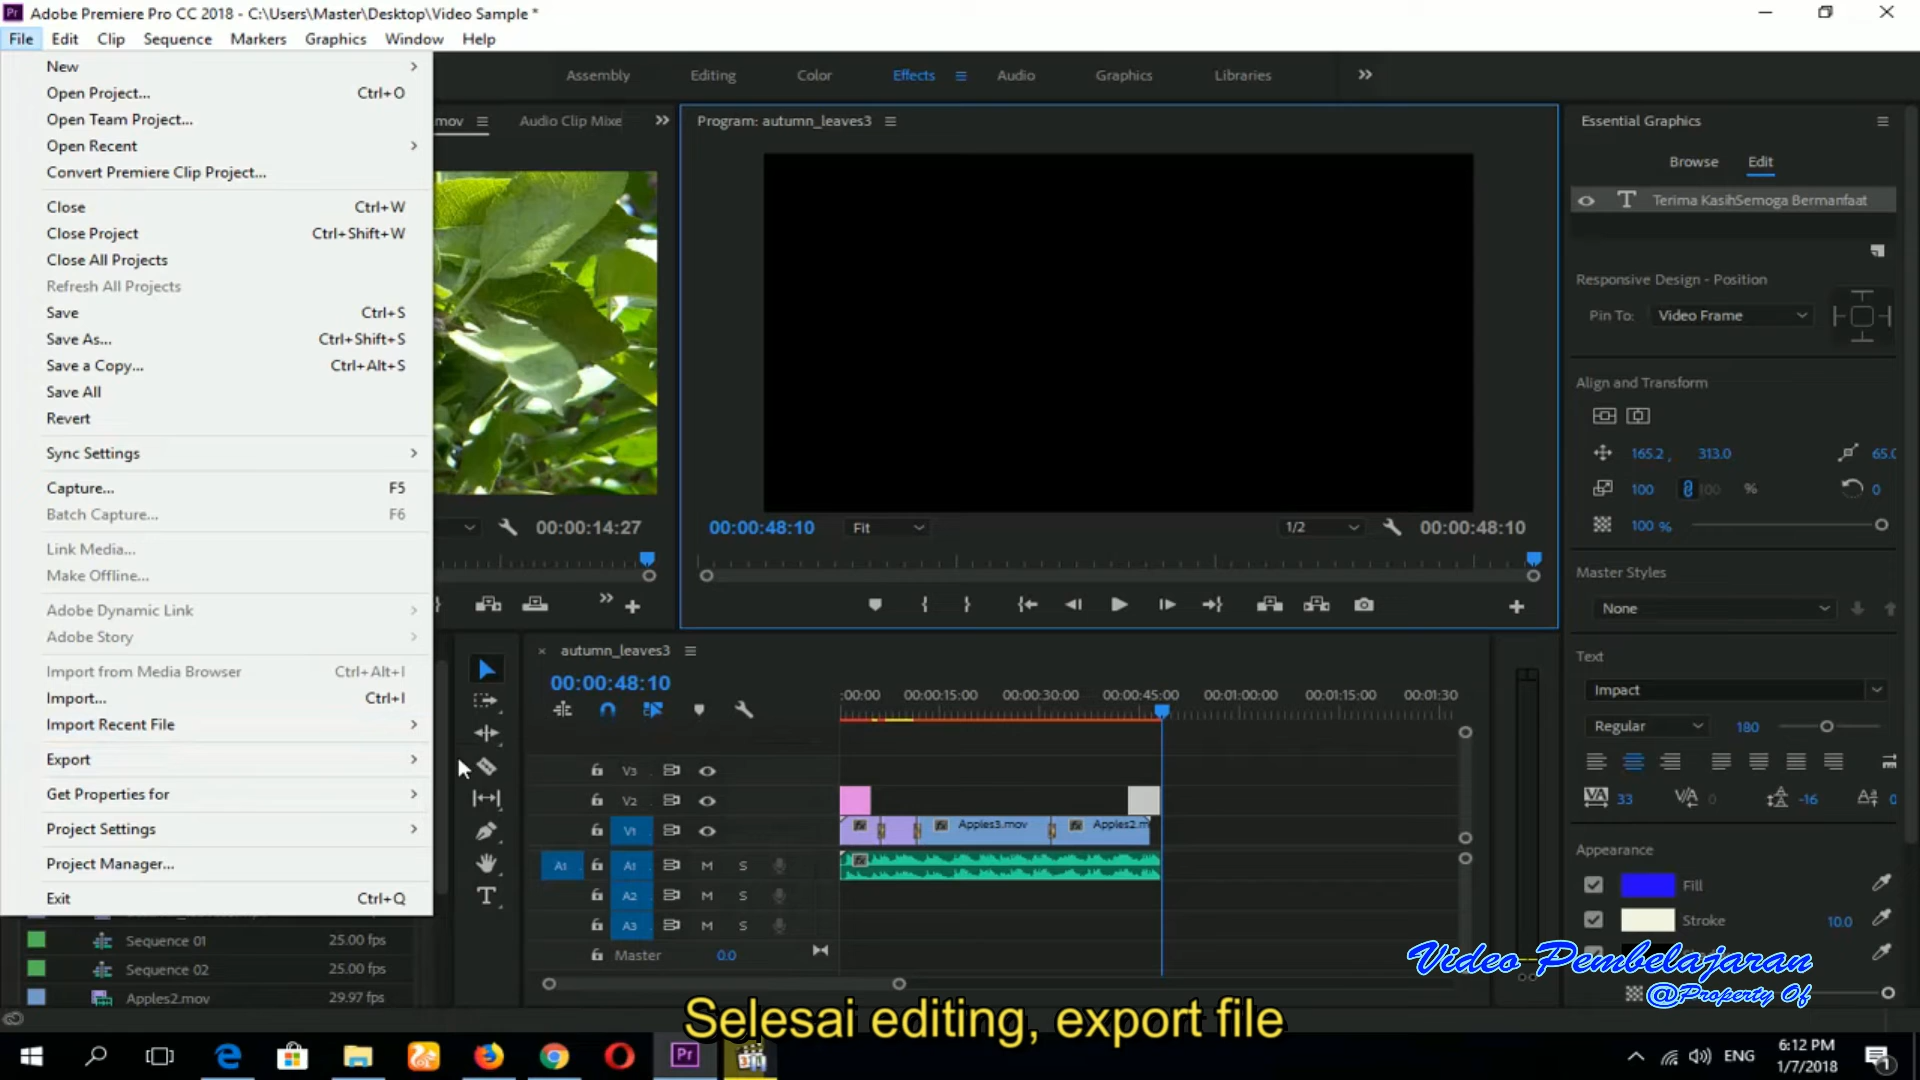 Adobe Premiere Pro CC 2018 - C:\Users\Master\Desktop\Video Sample *
File Edit Clip Sequence Markers Graphics Window Help
New
Open Project... Ctrl+O
Open Team Project...
Open Recent
Convert Premiere Clip Project...
Close Ctrl+W
Close Project Ctrl+Shift+W
Close All Projects
Refresh All Projects
Save Ctrl+S
Save As... Ctrl+Shift+S
Save a Copy... Ctrl+Alt+S
Save All
Revert
Sync Settings
Capture... F5
Batch Capture... F6
Link Media...
Make Offline...
Adobe Dynamic Link
Adobe Story
Import from Media Browser Ctrl+Alt+I
Import... Ctrl+I
Import Recent File
Export
Get Properties for
Project Settings
Project Manager...
Exit Ctrl+Q
Sequence 01 25.00 fps
Sequence 02 25.00 fps
Apples2.mov 29.97 fps
Assembly Editing Color Effects Audio Graphics Libraries
mov Audio Clip Mixe
00:00:14:27
Program: autumn_leaves3
00:00:48:10 Fit 1/2 00:00:48:10
autumn_leaves3
00:00:48:10
:00:00 00:00:15:00 00:00:30:00 00:00:45:00 00:01:00:00 00:01:15:00 00:01:30
V3
V2
V1 Apples3.mov Apples2.m
A1 A1 M S
A2 M S
A3 M S
Master 0.0
Essential Graphics
Browse Edit
Terima KasihSemoga Bermanfaat
Responsive Design - Position
Pin To: Video Frame
Align and Transform
165.2 , 313.0 65.0
100 100 % 0
100 %
Master Styles
None
Text
Impact
Regular 180
33 0 -16 0
Appearance
Fill
Stroke 10.0
Video Pembelajaran
@Property Of
Selesai editing, export file
Pr
ENG
6:12 PM
1/7/2018
1